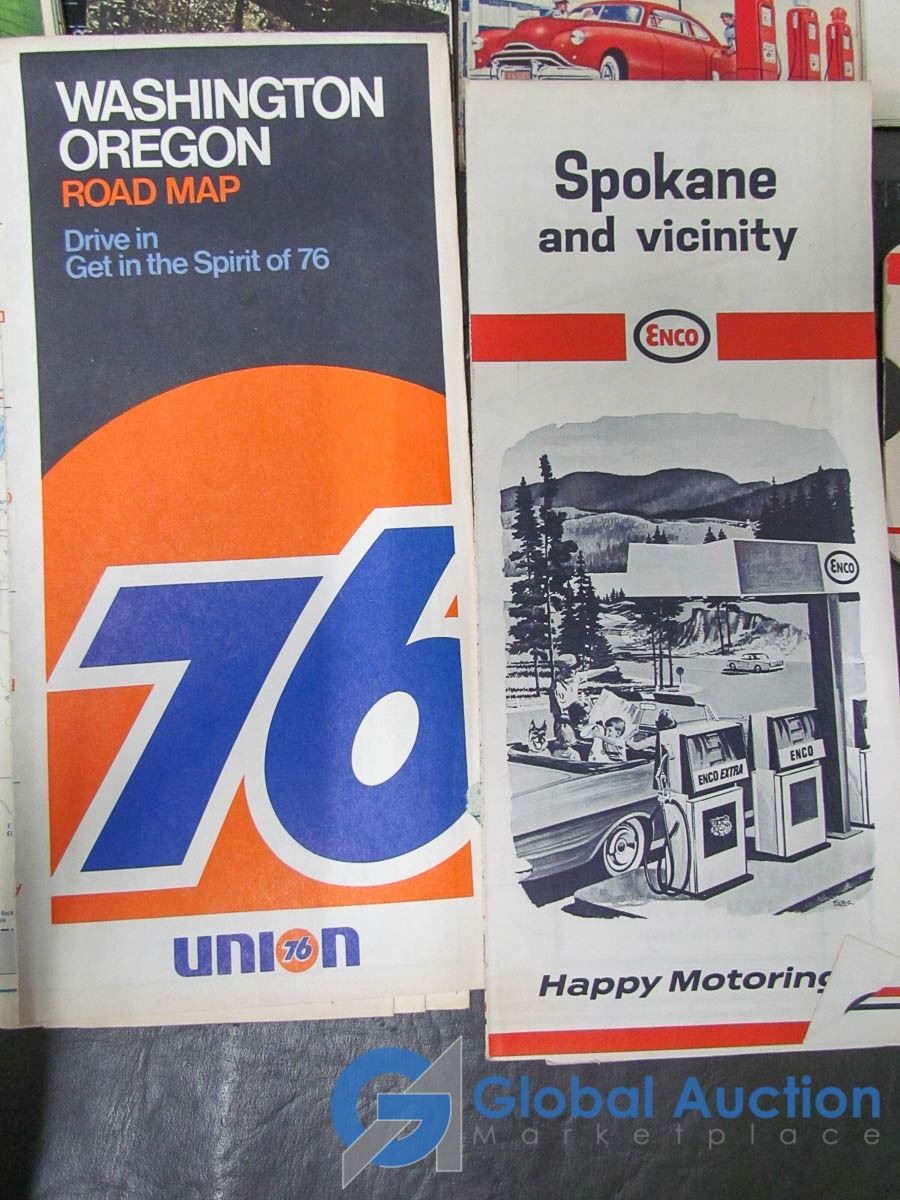 WASHINGTON
OREGON
ROAD MAP
Drive in
Get in the Spirit of 76
76
UNION
76
Spokane
and vicinity
ENCO
ENCO
ENCO EXTRA
ENCO
Happy Motoring
Global Auction
Marketplace